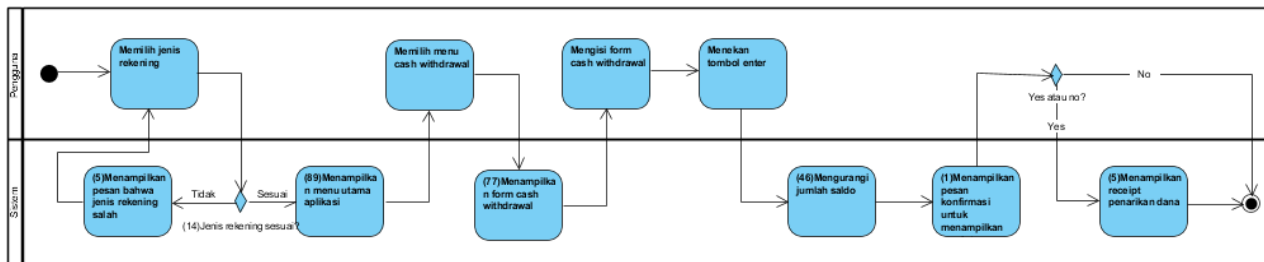 Pengguna
Memilih jenis
rekening
Memilih menu
cash withdrawal
Mengisi form
cash withdrawal
Menekan
tombol enter
Yes atau no?
No
Yes
Sistem
(5)Menampilkan
pesan bahwa
jenis rekening
salah
Tidak
Sesuai
(14)Jenis rekening sesuai?
(89)Menampilka
n menu utama
aplikasi
(77)Menampilka
n form cash
withdrawal
(46)Mengurangi
jumlah saldo
(1)Menampilkan
pesan
konfirmasi
untuk
menampilkan
(5)Menampilkan
receipt
penarikan dana